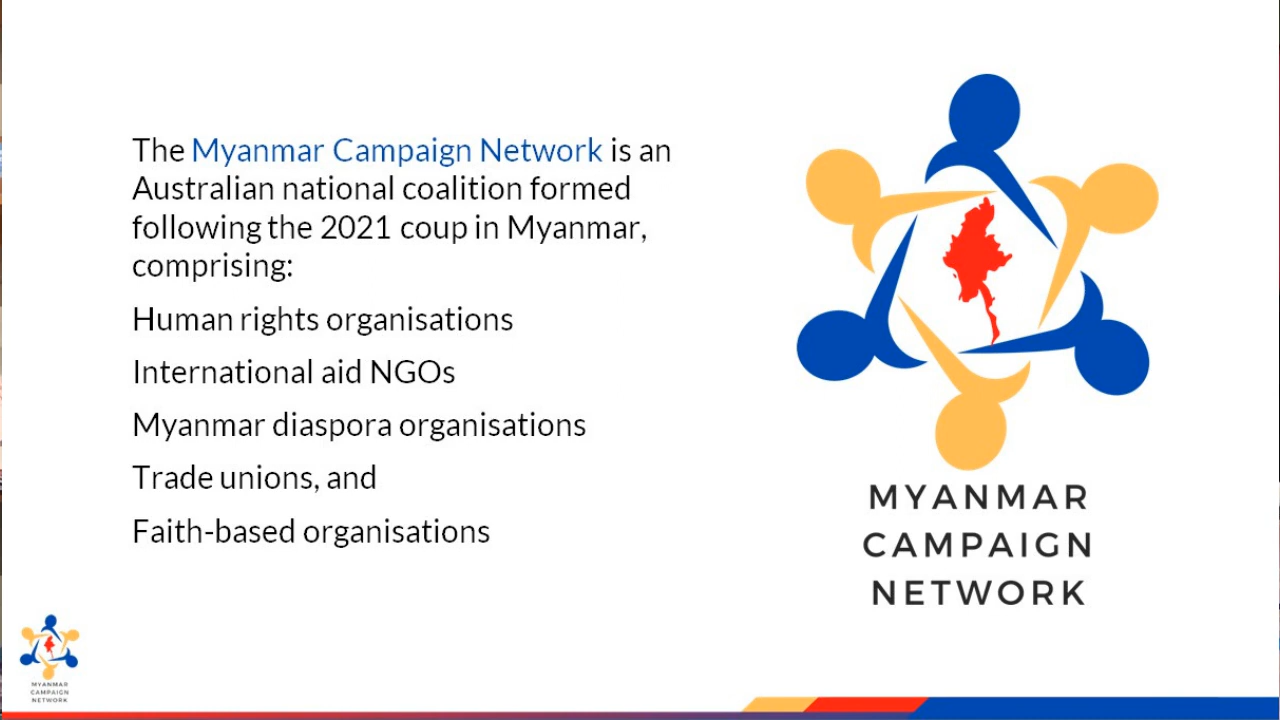 The Myanmar Campaign Network is an
Australian national coalition formed
following the 2021 coup in Myanmar,
comprising:
Human rights organisations
International aid NGOs
Myanmar diaspora organisations
Trade unions, and
Faith-based organisations
MYANMAR
CAMPAIGN
NETWORK
MYANMAR
CAMPAIGN
NETWORK